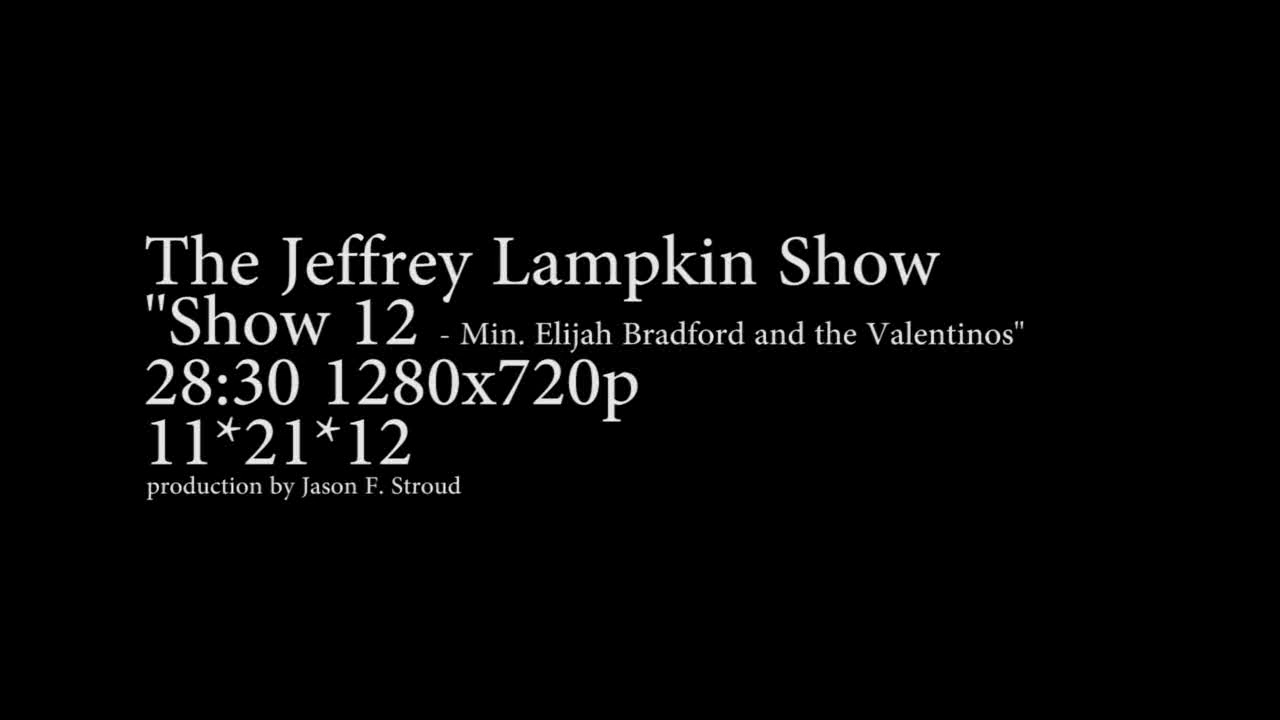 The Jeffrey Lampkin Show
"Show 12 - Min. Elijah Bradford and the Valentinos"
28:30 1280x720p
11*21*12
production by Jason F. Stroud